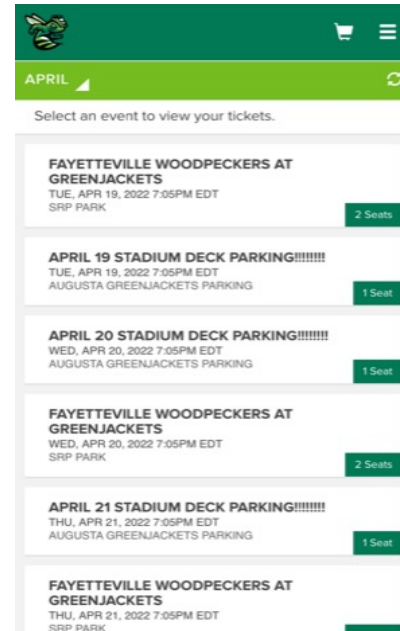 APRIL
Select an event to view your tickets.
FAYETTEVILLE WOODPECKERS AT
GREENJACKETS
TUE, APR 19, 2022 7:05PM EDT
SRP PARK
2 Seats
APRIL 19 STADIUM DECK PARKING!!!!!!!!
TUE, APR 19, 2022 7:05PM EDT
AUGUSTA GREENJACKETS PARKING
1 Seat
APRIL 20 STADIUM DECK PARKING!!!!!!!!
WED, APR 20, 2022 7:05PM EDT
AUGUSTA GREENJACKETS PARKING
1 Seat
FAYETTEVILLE WOODPECKERS AT
GREENJACKETS
WED, APR 20, 2022 7:05PM EDT
SRP PARK
2 Seats
APRIL 21 STADIUM DECK PARKING!!!!!!!!
THU, APR 21, 2022 7:05PM EDT
AUGUSTA GREENJACKETS PARKING
1 Seat
FAYETTEVILLE WOODPECKERS AT
GREENJACKETS
THU, APR 21, 2022 7:05PM EDT
SRP PARK